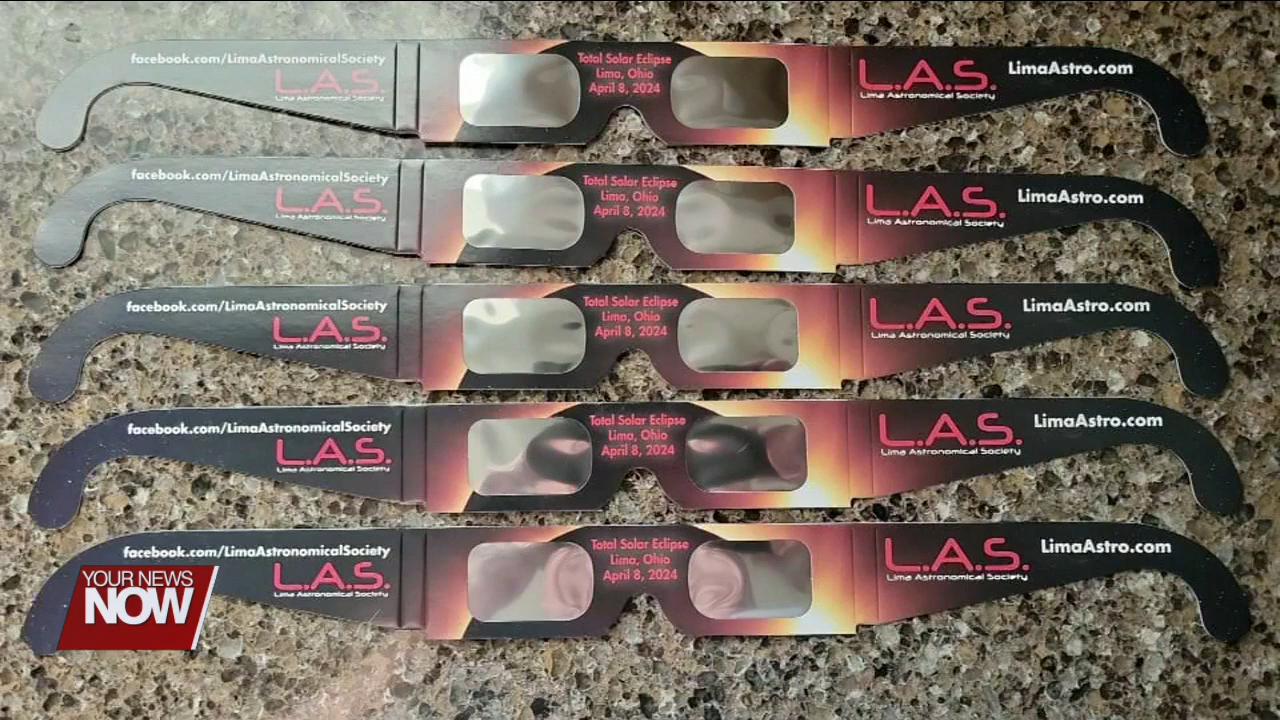 facebook.com/LimaAstronomicalSociety
L.A.S.
Lima Astronomical Society
Total Solar Eclipse
Lima, Ohio
April 8, 2024
L.A.S.
Lima Astronomical Society
LimaAstro.com
facebook.com/LimaAstronomicalSociety
L.A.S.
Lima Astronomical Society
Total Solar Eclipse
Lima, Ohio
April 8, 2024
L.A.S.
Lima Astronomical Society
LimaAstro.com
facebook.com/LimaAstronomicalSociety
L.A.S.
Lima Astronomical Society
Total Solar Eclipse
Lima, Ohio
April 8, 2024
L.A.S.
Lima Astronomical Society
LimaAstro.com
facebook.com/LimaAstronomicalSociety
L.A.S.
Lima Astronomical Society
Total Solar Eclipse
Lima, Ohio
April 8, 2024
L.A.S.
Lima Astronomical Society
LimaAstro.com
facebook.com/LimaAstronomicalSociety
L.A.S.
Lima Astronomical Society
Total Solar Eclipse
Lima, Ohio
April 8, 2024
L.A.S.
Lima Astronomical Society
LimaAstro.com
YOUR NEWS
NOW